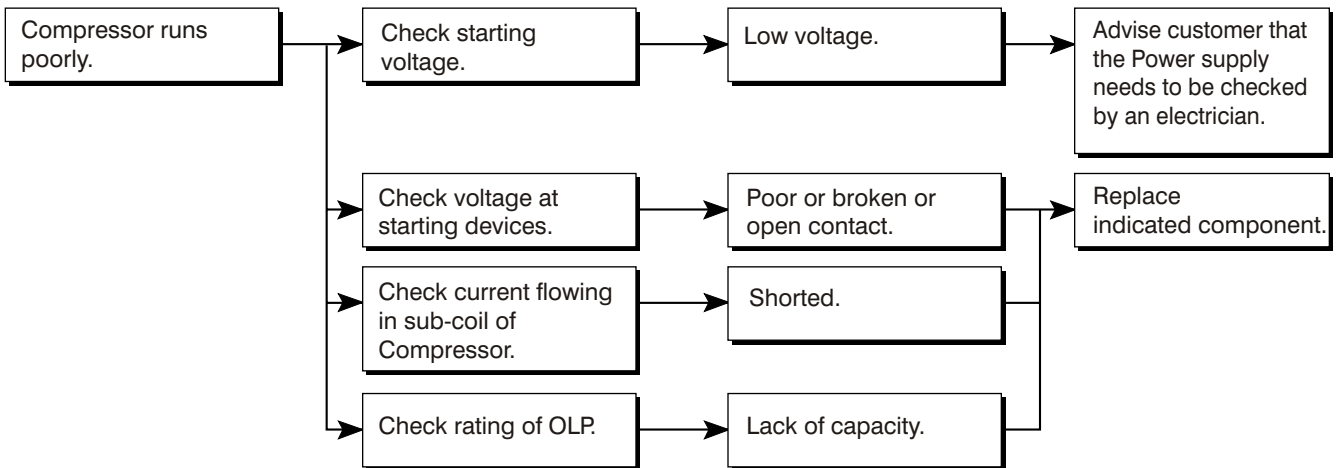 Compressor runs
poorly.
Check starting
voltage.
Low voltage.
Advise customer that
the Power supply
needs to be checked
by an electrician.
Check voltage at
starting devices.
Poor or broken or
open contact.
Replace
indicated component.
Check current flowing
in sub-coil of
Compressor.
Shorted.
Check rating of OLP.
Lack of capacity.